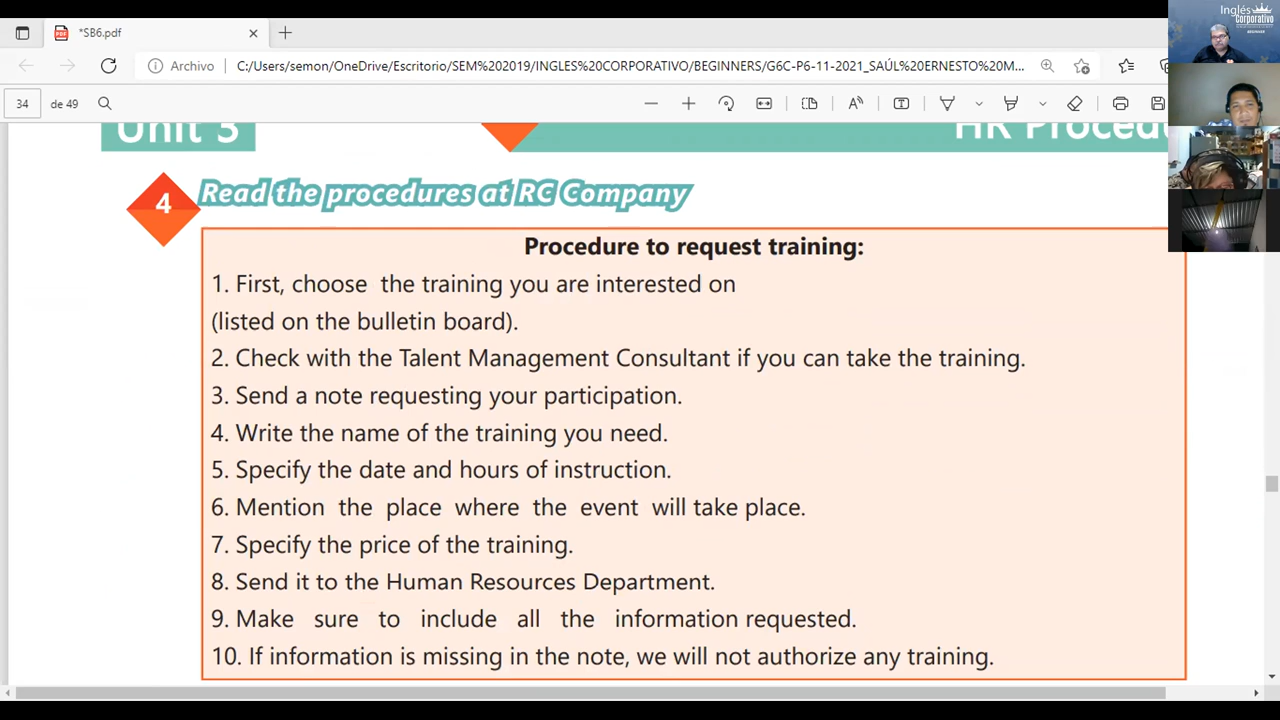 *SB6.pdf
Archivo
C:/Users/semon/OneDrive/Escritorio/SEM%202021/INGLES%20CORPORATIVO/BEGINNERS/G6C-P6-11-2021_SAÚL%20ERNESTO%20M...
34 de 49
Inglés
Corporativo
Unit 3
HR Proced
4
Read the procedures at RC Company
Procedure to request training:
1. First, choose the training you are interested on
(listed on the bulletin board).
2. Check with the Talent Management Consultant if you can take the training.
3. Send a note requesting your participation.
4. Write the name of the training you need.
5. Specify the date and hours of instruction.
6. Mention the place where the event will take place.
7. Specify the price of the training.
8. Send it to the Human Resources Department.
9. Make sure to include all the information requested.
10. If information is missing in the note, we will not authorize any training.